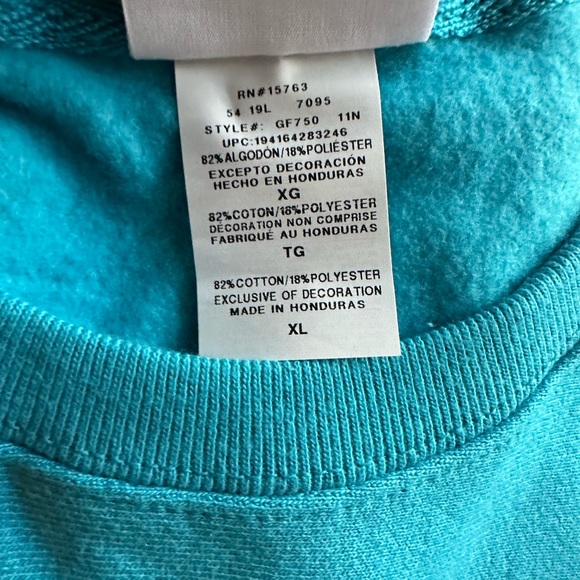 RN#15763
54 19L 7095
STYLE#: GF750 11N
UPC:194164283246
82%ALGODÓN/18%POLIÉSTER
EXCEPTO DECORACIÓN
HECHO EN HONDURAS
XG
82%COTON/18%POLYESTER
DÉCORATION NON COMPRISE
FABRIQUÉ AU HONDURAS
TG
82%COTTON/18%POLYESTER
EXCLUSIVE OF DECORATION
MADE IN HONDURAS
XL